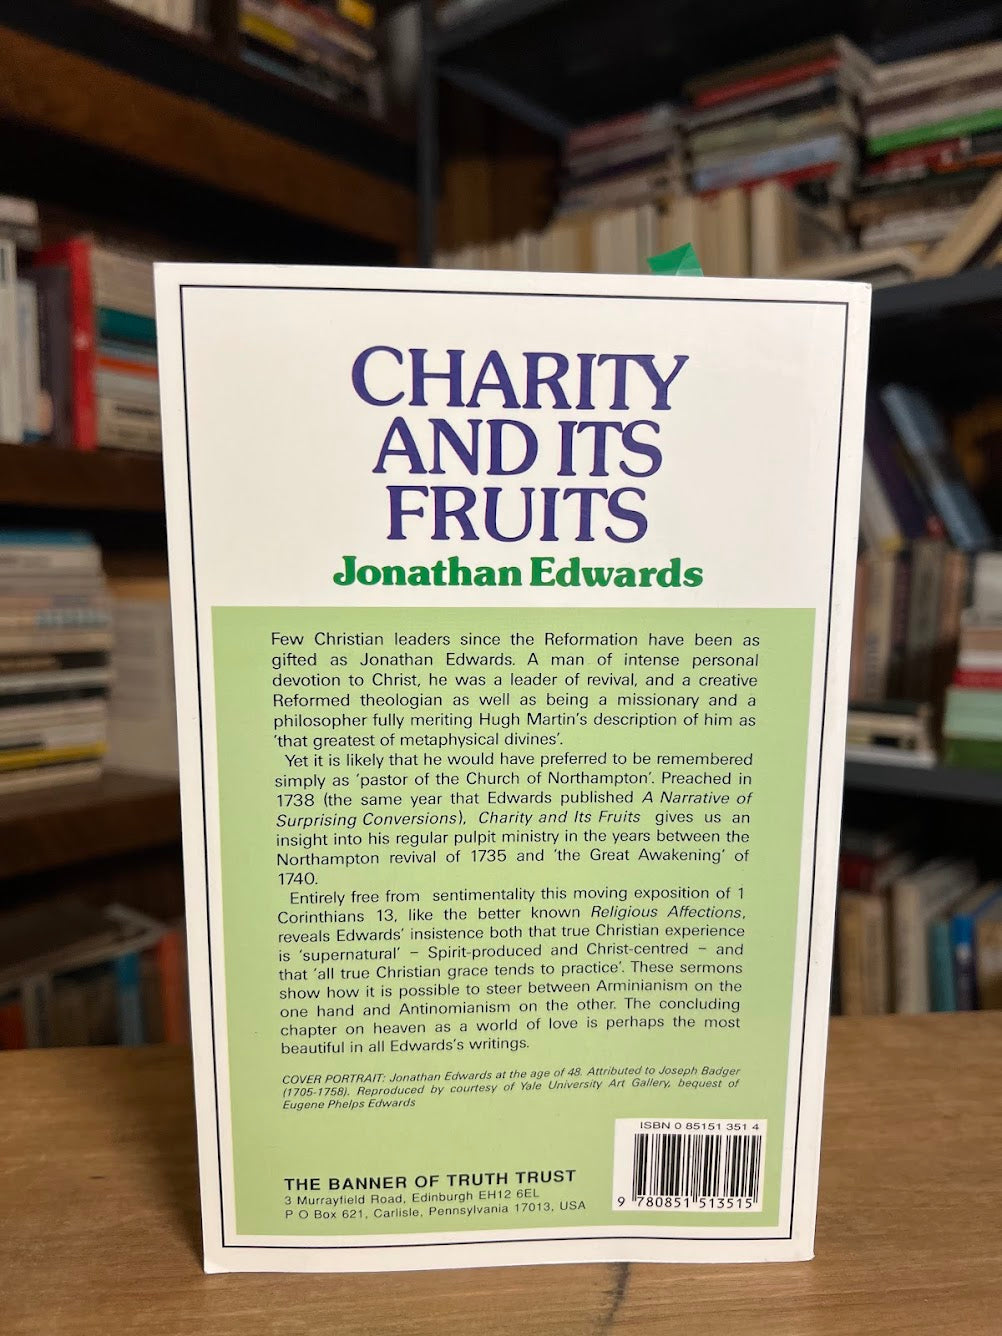 CHARITY
AND ITS
FRUITS
Jonathan Edwards
Few Christian leaders since the Reformation have been as
gifted as Jonathan Edwards. A man of intense personal
devotion to Christ, he was a leader of revival, and a creative
Reformed theologian as well as being a missionary and a
philosopher fully meriting Hugh Martin's description of him as
'that greatest of metaphysical divines'.
Yet it is likely that he would have preferred to be remembered
simply as 'pastor of the Church of Northampton'. Preached in
1738 (the same year that Edwards published A Narrative of
Surprising Conversions), Charity and Its Fruits gives us an
insight into his regular pulpit ministry in the years between the
Northampton revival of 1735 and 'the Great Awakening' of
1740.
Entirely free from sentimentality this moving exposition of 1
Corinthians 13, like the better known Religious Affections,
reveals Edwards' insistence both that true Christian experience
is 'supernatural' – Spirit-produced and Christ-centred – and
that 'all true Christian grace tends to practice'. These sermons
show how it is possible to steer between Arminianism on the
one hand and Antinomianism on the other. The concluding
chapter on heaven as a world of love is perhaps the most
beautiful in all Edwards's writings.
COVER PORTRAIT: Jonathan Edwards at the age of 48. Attributed to Joseph Badger
(1705-1758). Reproduced by courtesy of Yale University Art Gallery, bequest of
Eugene Phelps Edwards
THE BANNER OF TRUTH TRUST
3 Murrayfield Road, Edinburgh EH12 6EL
P O Box 621, Carlisle, Pennsylvania 17013, USA
ISBN 0 85151 351 4
9 780851 513515